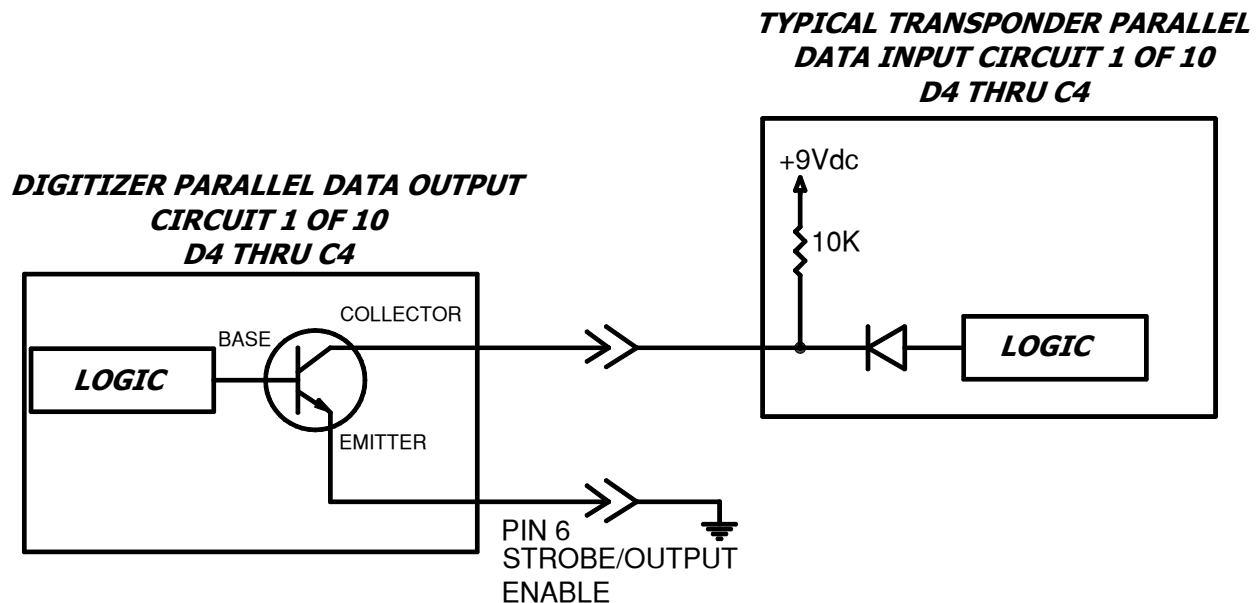 TYPICAL TRANSPONDER PARALLEL
DATA INPUT CIRCUIT 1 OF 10
D4 THRU C4
+9Vdc
10K
LOGIC
DIGITIZER PARALLEL DATA OUTPUT
CIRCUIT 1 OF 10
D4 THRU C4
COLLECTOR
BASE
LOGIC
EMITTER
PIN 6
STROBE/OUTPUT
ENABLE